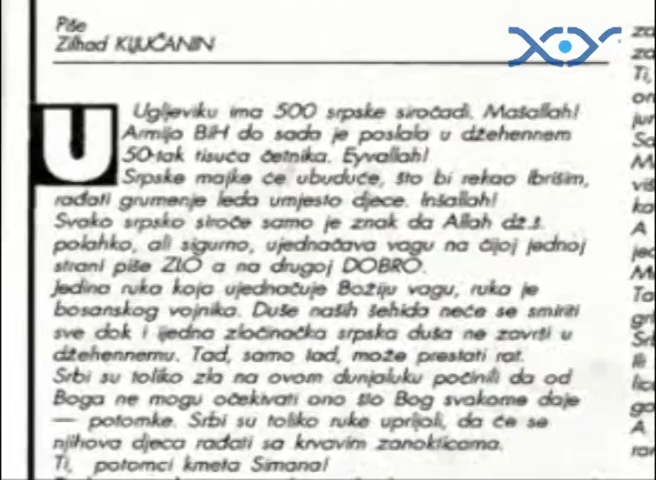 Piše
Zilhad KLJUČANIN
U Ugljeviku ima 500 srpske siročadi. Mašallah!
Armija BiH do sada je poslala u džehennem
50-tak tisuća četnika. Eyvallah!
Srpske majke će ubuduće, što bi rekao Ibrišim,
rađati grumenje leda umjesto djece. Inšallah!
Svako srpsko siroče samo je znak da Allah dž.š.
polahko, ali sigurno, ujednačava vagu na čijoj jednoj
strani piše ZLO a na drugoj DOBRO.
Jedina ruka koja ujednačuje Božiju vagu, ruka je
bosanskog vojnika. Duše naših šehida neće se smiriti
sve dok i ijedna zločinačka srpska duša ne završi u
džehennemu. Tad, samo tad, može prestati rat.
Srbi su toliko zla na ovom dunjaluku počinili da od
Boga ne mogu očekivati ono što Bog svakome daje
— potomke. Srbi su toliko ruke uprljali, da će se
njihova djeca rađati sa krvavim zanokticama.
Ti, potomci kmeta Simana!